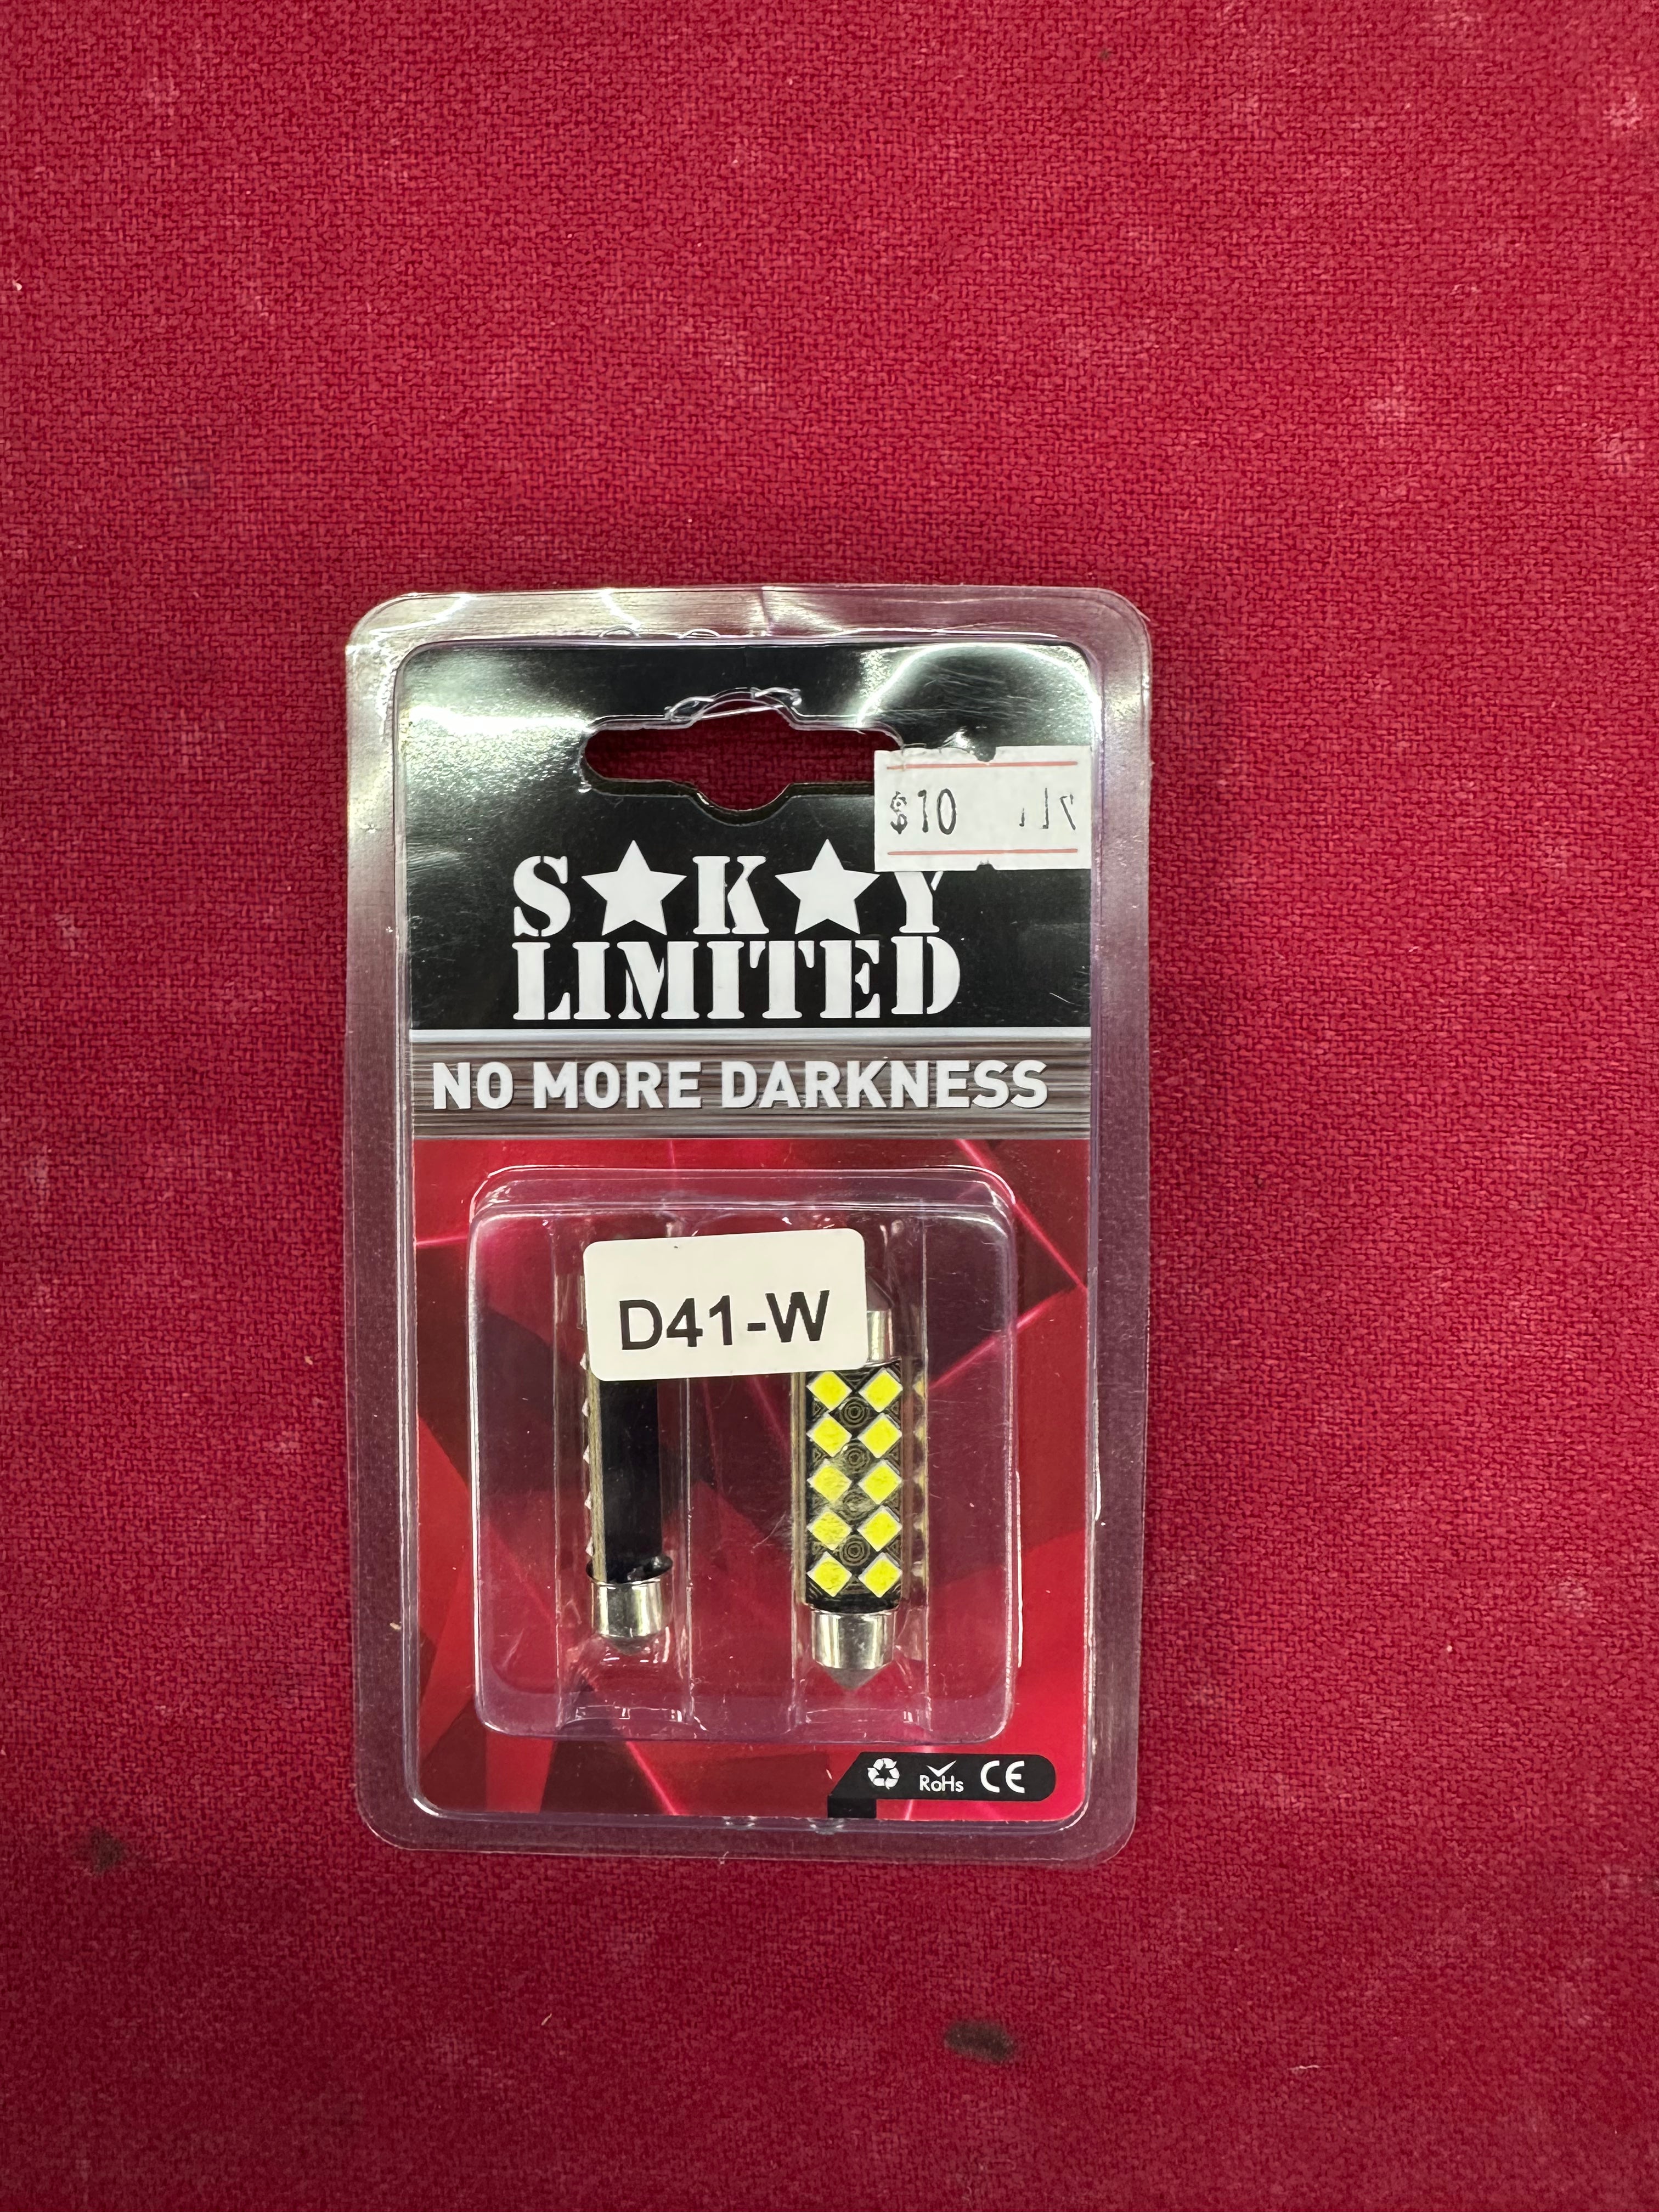 $10
S★K★Y
LIMITED
NO MORE DARKNESS
D41-W
RoHs CE